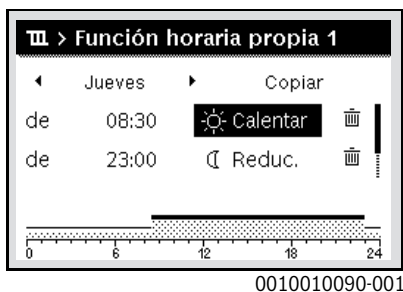 > Función horaria propia 1
Jueves Copiar
de 08:30 Calentar
de 23:00 Reduc.
0 6 12 18 24
0010010090-001